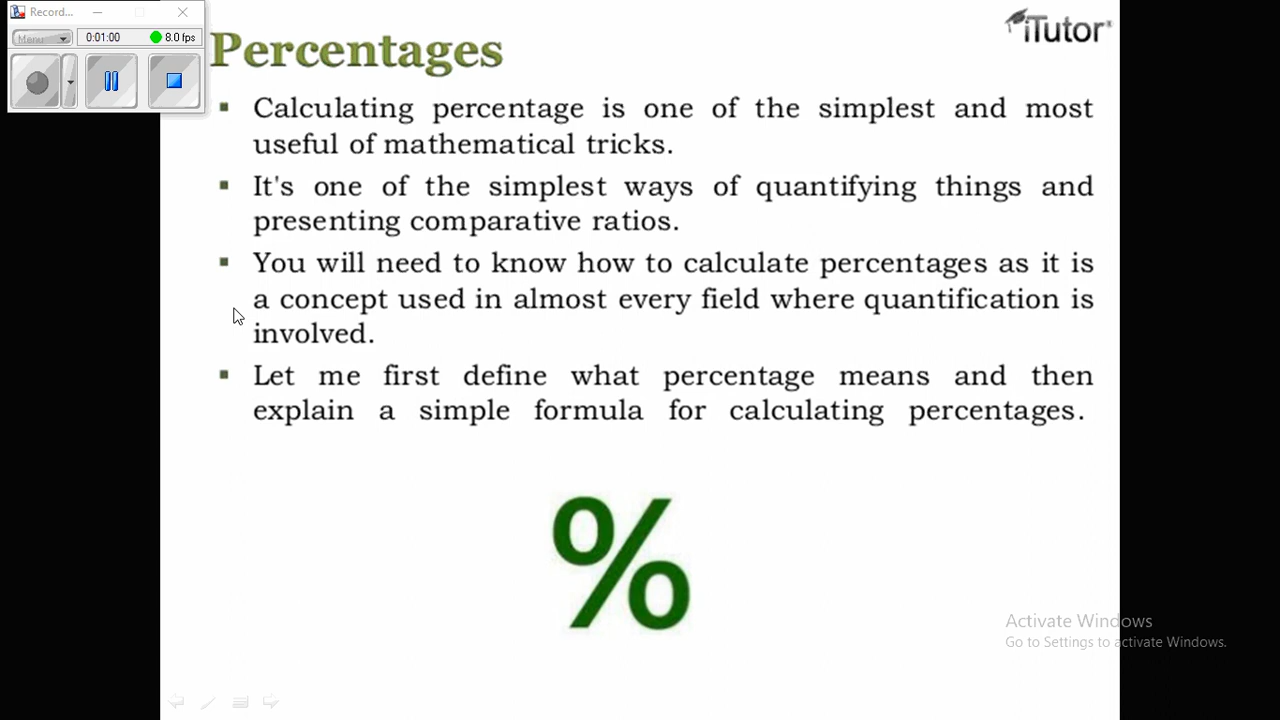 Record...
Menu
0:01:00
8.0 fps
iTutor
Percentages
Calculating percentage is one of the simplest and most
useful of mathematical tricks.
It's one of the simplest ways of quantifying things and
presenting comparative ratios.
You will need to know how to calculate percentages as it is
a concept used in almost every field where quantification is
involved.
Let me first define what percentage means and then
explain a simple formula for calculating percentages.
%
Activate Windows
Go to Settings to activate Windows.